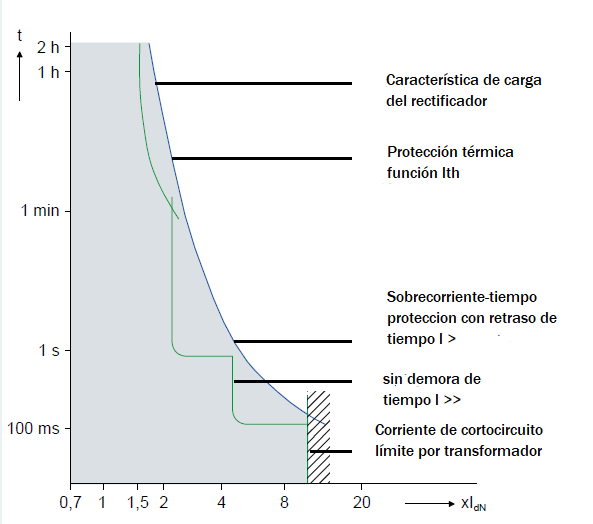 t
2 h
1 h
1 min
1 s
100 ms
Característica de carga
del rectificador
Protección térmica
función Ith
Sobrecorriente-tiempo
proteccion con retraso de
tiempo I >
sin demora de
tiempo I >>
Corriente de cortocircuito
límite por transformador
0,7 1 1,5 2 4 8 20 xIdN